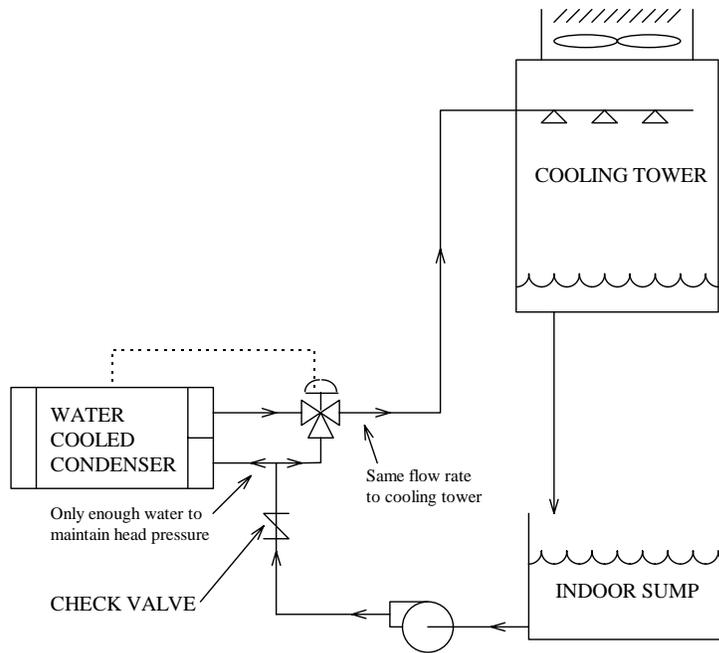 COOLING TOWER
WATER
COOLED
CONDENSER
Same flow rate
to cooling tower
Only enough water to
maintain head pressure
CHECK VALVE
INDOOR SUMP